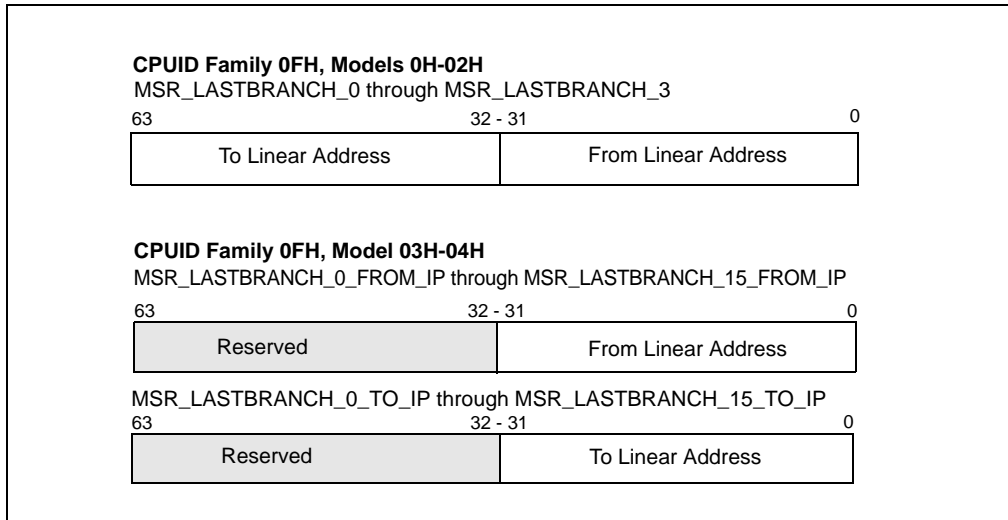 CPUID Family 0FH, Models 0H-02H
MSR_LASTBRANCH_0 through MSR_LASTBRANCH_3
63 32 - 31 0
To Linear Address From Linear Address
CPUID Family 0FH, Model 03H-04H
MSR_LASTBRANCH_0_FROM_IP through MSR_LASTBRANCH_15_FROM_IP
63 32 - 31 0
Reserved From Linear Address
MSR_LASTBRANCH_0_TO_IP through MSR_LASTBRANCH_15_TO_IP
63 32 - 31 0
Reserved To Linear Address